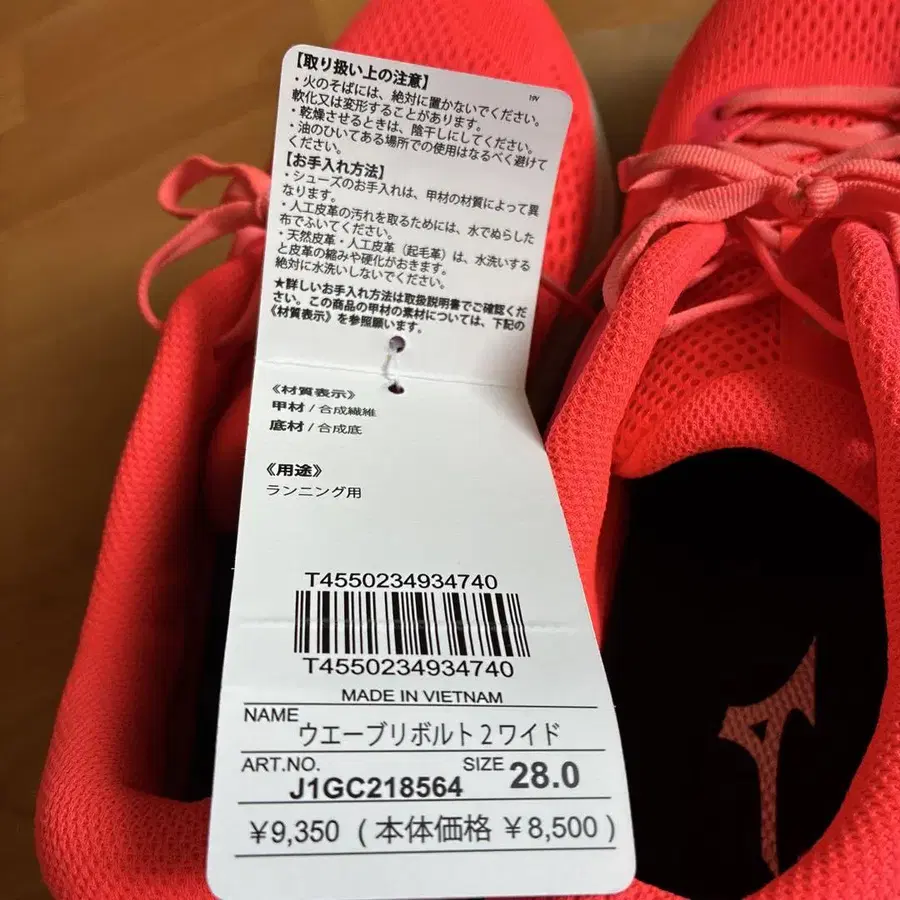 【取り扱い上の注意】
・火のそばには、絶対に置かないでください。
軟化又は変形することがあります。
・乾燥させるときは、陰干しにしてください。
・油のひいてある場所での使用はなるべく避けて
ください。
【お手入れ方法】
・シューズのお手入れは、甲材の材質によって異
なります。
・人工皮革の汚れを取るためには、水でぬらした
布でふいてください。
・天然皮革・人工皮革（起毛革）は、水洗いする
と皮革の縮みや硬化がおきます。
絶対に水洗いしないでください。
★詳しいお手入れ方法は取扱説明書でご確認くだ
さい。この商品の甲材の素材については、下記の
《材質表示》を参照願います。
《材質表示》
甲材 / 合成繊維
底材 / 合成底
《用途》
ランニング用
T4550234934740
T4550234934740
MADE IN VIETNAM
NAME ウエーブリボルト2ワイド
ART.NO. J1GC218564 SIZE 28.0
￥9,350 ( 本体価格 ￥8,500 )